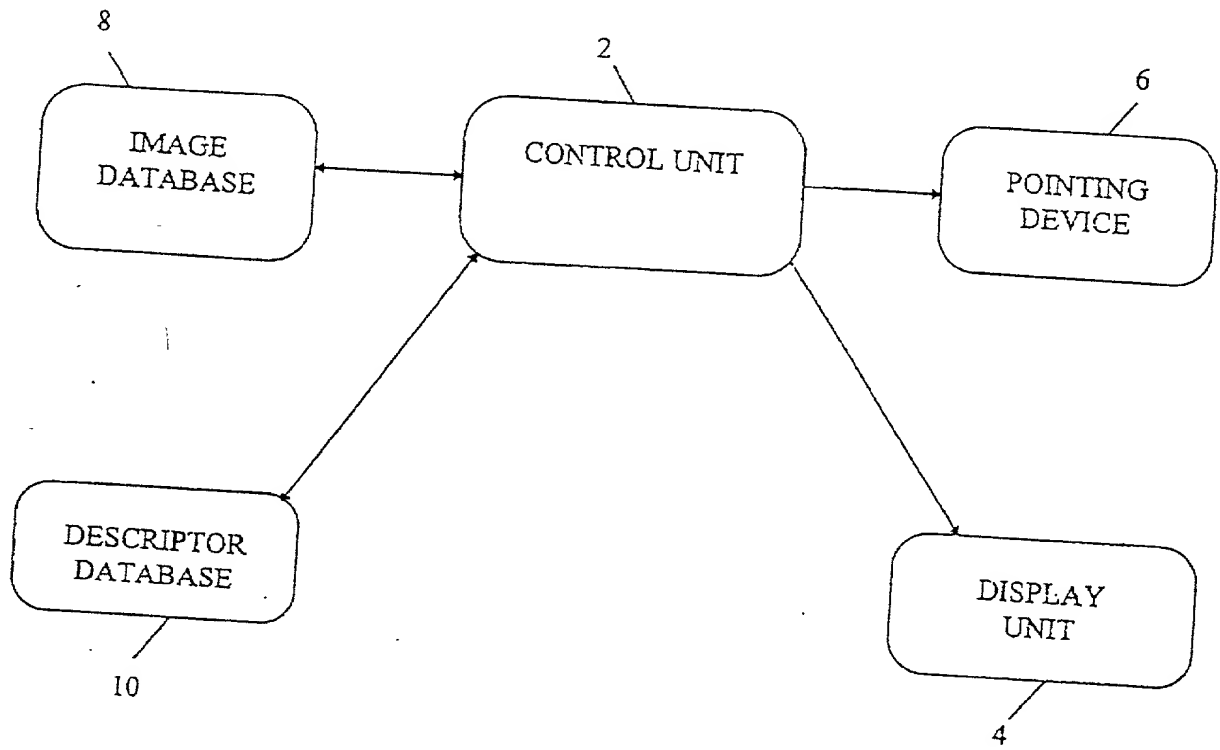 8
2
6
IMAGE
DATABASE
CONTROL UNIT
POINTING
DEVICE
DESCRIPTOR
DATABASE
DISPLAY
UNIT
10
4